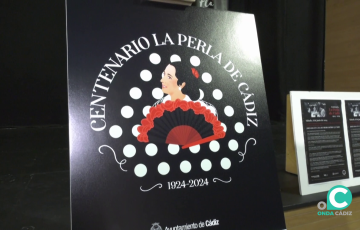 CENTENARIO LA PERLA DE CÁDIZ
1924-2024
Ayuntamiento de Cádiz
C
ONDA CÁDIZ